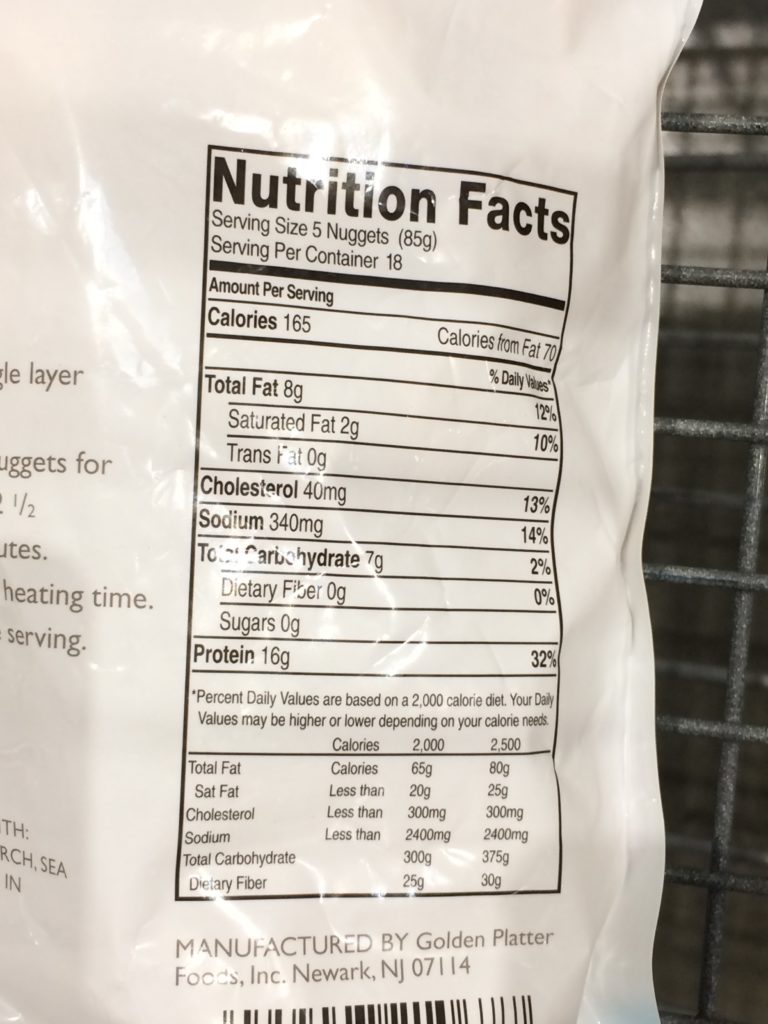 Nutrition Facts
Serving Size 5 Nuggets (85g)
Serving Per Container 18
Amount Per Serving
Calories 165 Calories from Fat 70
% Daily Values*
Total Fat 8g 12%
Saturated Fat 2g 10%
Trans Fat 0g
Cholesterol 40mg 13%
Sodium 340mg 14%
Total Carbohydrate 7g 2%
Dietary Fiber 0g 0%
Sugars 0g
Protein 16g 32%
*Percent Daily Values are based on a 2,000 calorie diet. Your Daily
Values may be higher or lower depending on your calorie needs.
Calories 2,000 2,500
Total Fat Calories 65g 80g
Sat Fat Less than 20g 25g
Cholesterol Less than 300mg 300mg
Sodium Less than 2400mg 2400mg
Total Carbohydrate 300g 375g
Dietary Fiber 25g 30g
MANUFACTURED BY Golden Platter
Foods, Inc. Newark, NJ 07114
layer
for
1/2
heating time.
serving.
SEA
IN